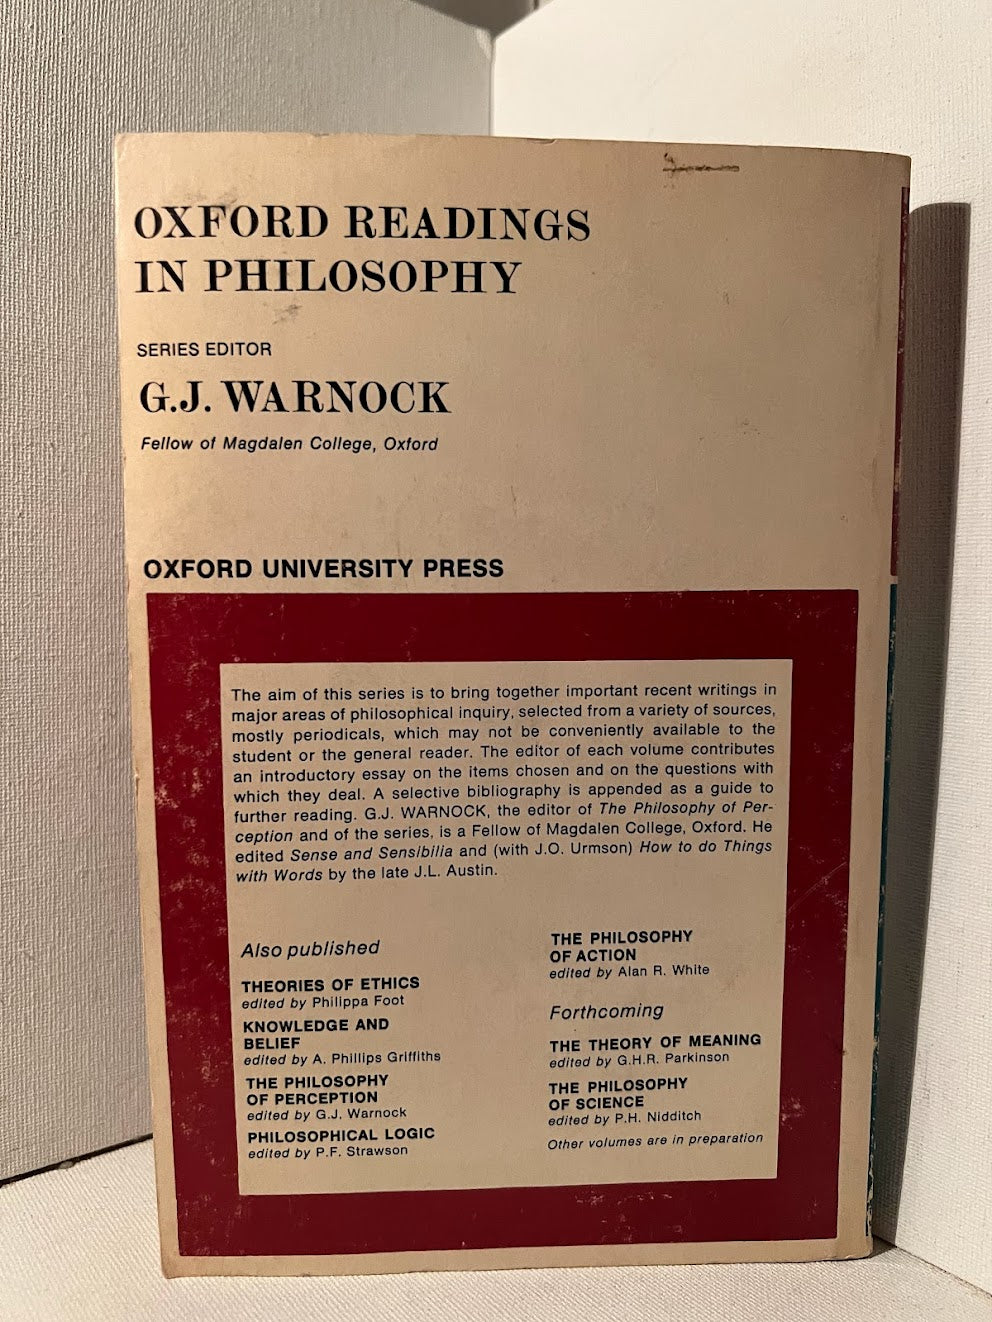 OXFORD READINGS
IN PHILOSOPHY
SERIES EDITOR
G.J. WARNOCK
Fellow of Magdalen College, Oxford
OXFORD UNIVERSITY PRESS
The aim of this series is to bring together important recent writings in
major areas of philosophical inquiry, selected from a variety of sources,
mostly periodicals, which may not be conveniently available to the
student or the general reader. The editor of each volume contributes
an introductory essay on the items chosen and on the questions with
which they deal. A selective bibliography is appended as a guide to
further reading. G.J. WARNOCK, the editor of The Philosophy of Per-
ception and of the series, is a Fellow of Magdalen College, Oxford. He
edited Sense and Sensibilia and (with J.O. Urmson) How to do Things
with Words by the late J.L. Austin.
Also published
THEORIES OF ETHICS
edited by Philippa Foot
KNOWLEDGE AND
BELIEF
edited by A. Phillips Griffiths
THE PHILOSOPHY
OF PERCEPTION
edited by G.J. Warnock
PHILOSOPHICAL LOGIC
edited by P.F. Strawson
THE PHILOSOPHY
OF ACTION
edited by Alan R. White
Forthcoming
THE THEORY OF MEANING
edited by G.H.R. Parkinson
THE PHILOSOPHY
OF SCIENCE
edited by P.H. Nidditch
Other volumes are in preparation